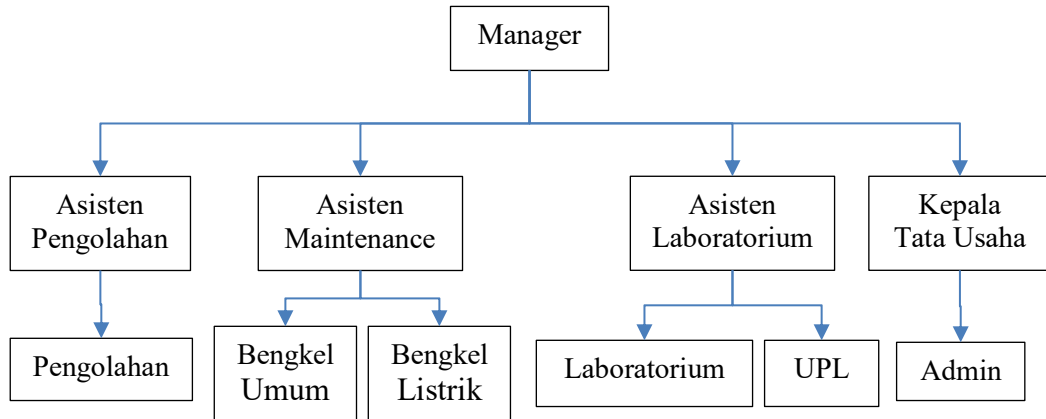 Manager
Asisten
Pengolahan
Asisten
Maintenance
Asisten
Laboratorium
Kepala
Tata Usaha
Pengolahan
Bengkel
Umum
Bengkel
Listrik
Laboratorium
UPL
Admin